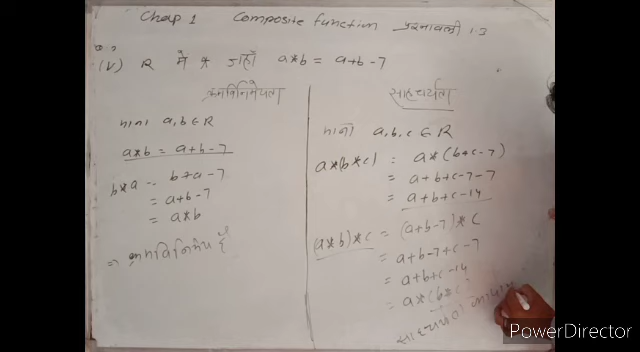 Chap 1 Composite function प्रश्नावली 1.3
(V) R में * जहाँ a*b = a+b-7
क्रमविनिमेयता
माना a,b ∈ R
a*b = a+b-7
b*a = b+a-7
= a+b-7
= a*b
⇒ क्रमविनिमेय है
साहचर्यता
माना a,b,c ∈ R
a*(b*c) = a*(b+c-7)
= a+b+c-7-7
= a+b+c-14
(a*b)*c = (a+b-7)*c
= a+b-7+c-7
= a+b+c-14
= a*(b*c)
PowerDirector